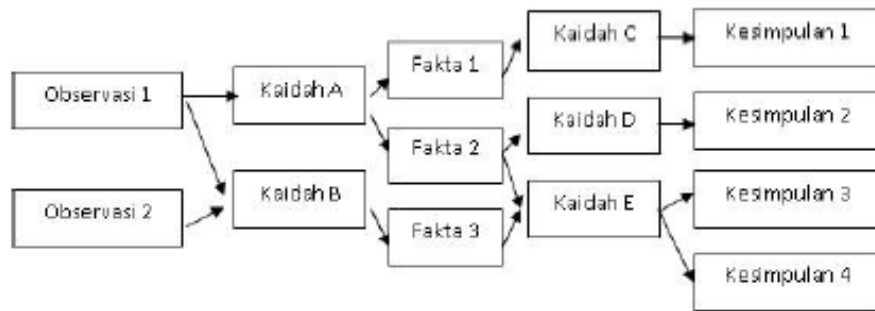 Observasi 1
Observasi 2
Kaidah A
Kaidah B
Fakta 1
Fakta 2
Fakta 3
Kaidah C
Kaidah D
Kaidah E
Kesimpulan 1
Kesimpulan 2
Kesimpulan 3
Kesimpulan 4